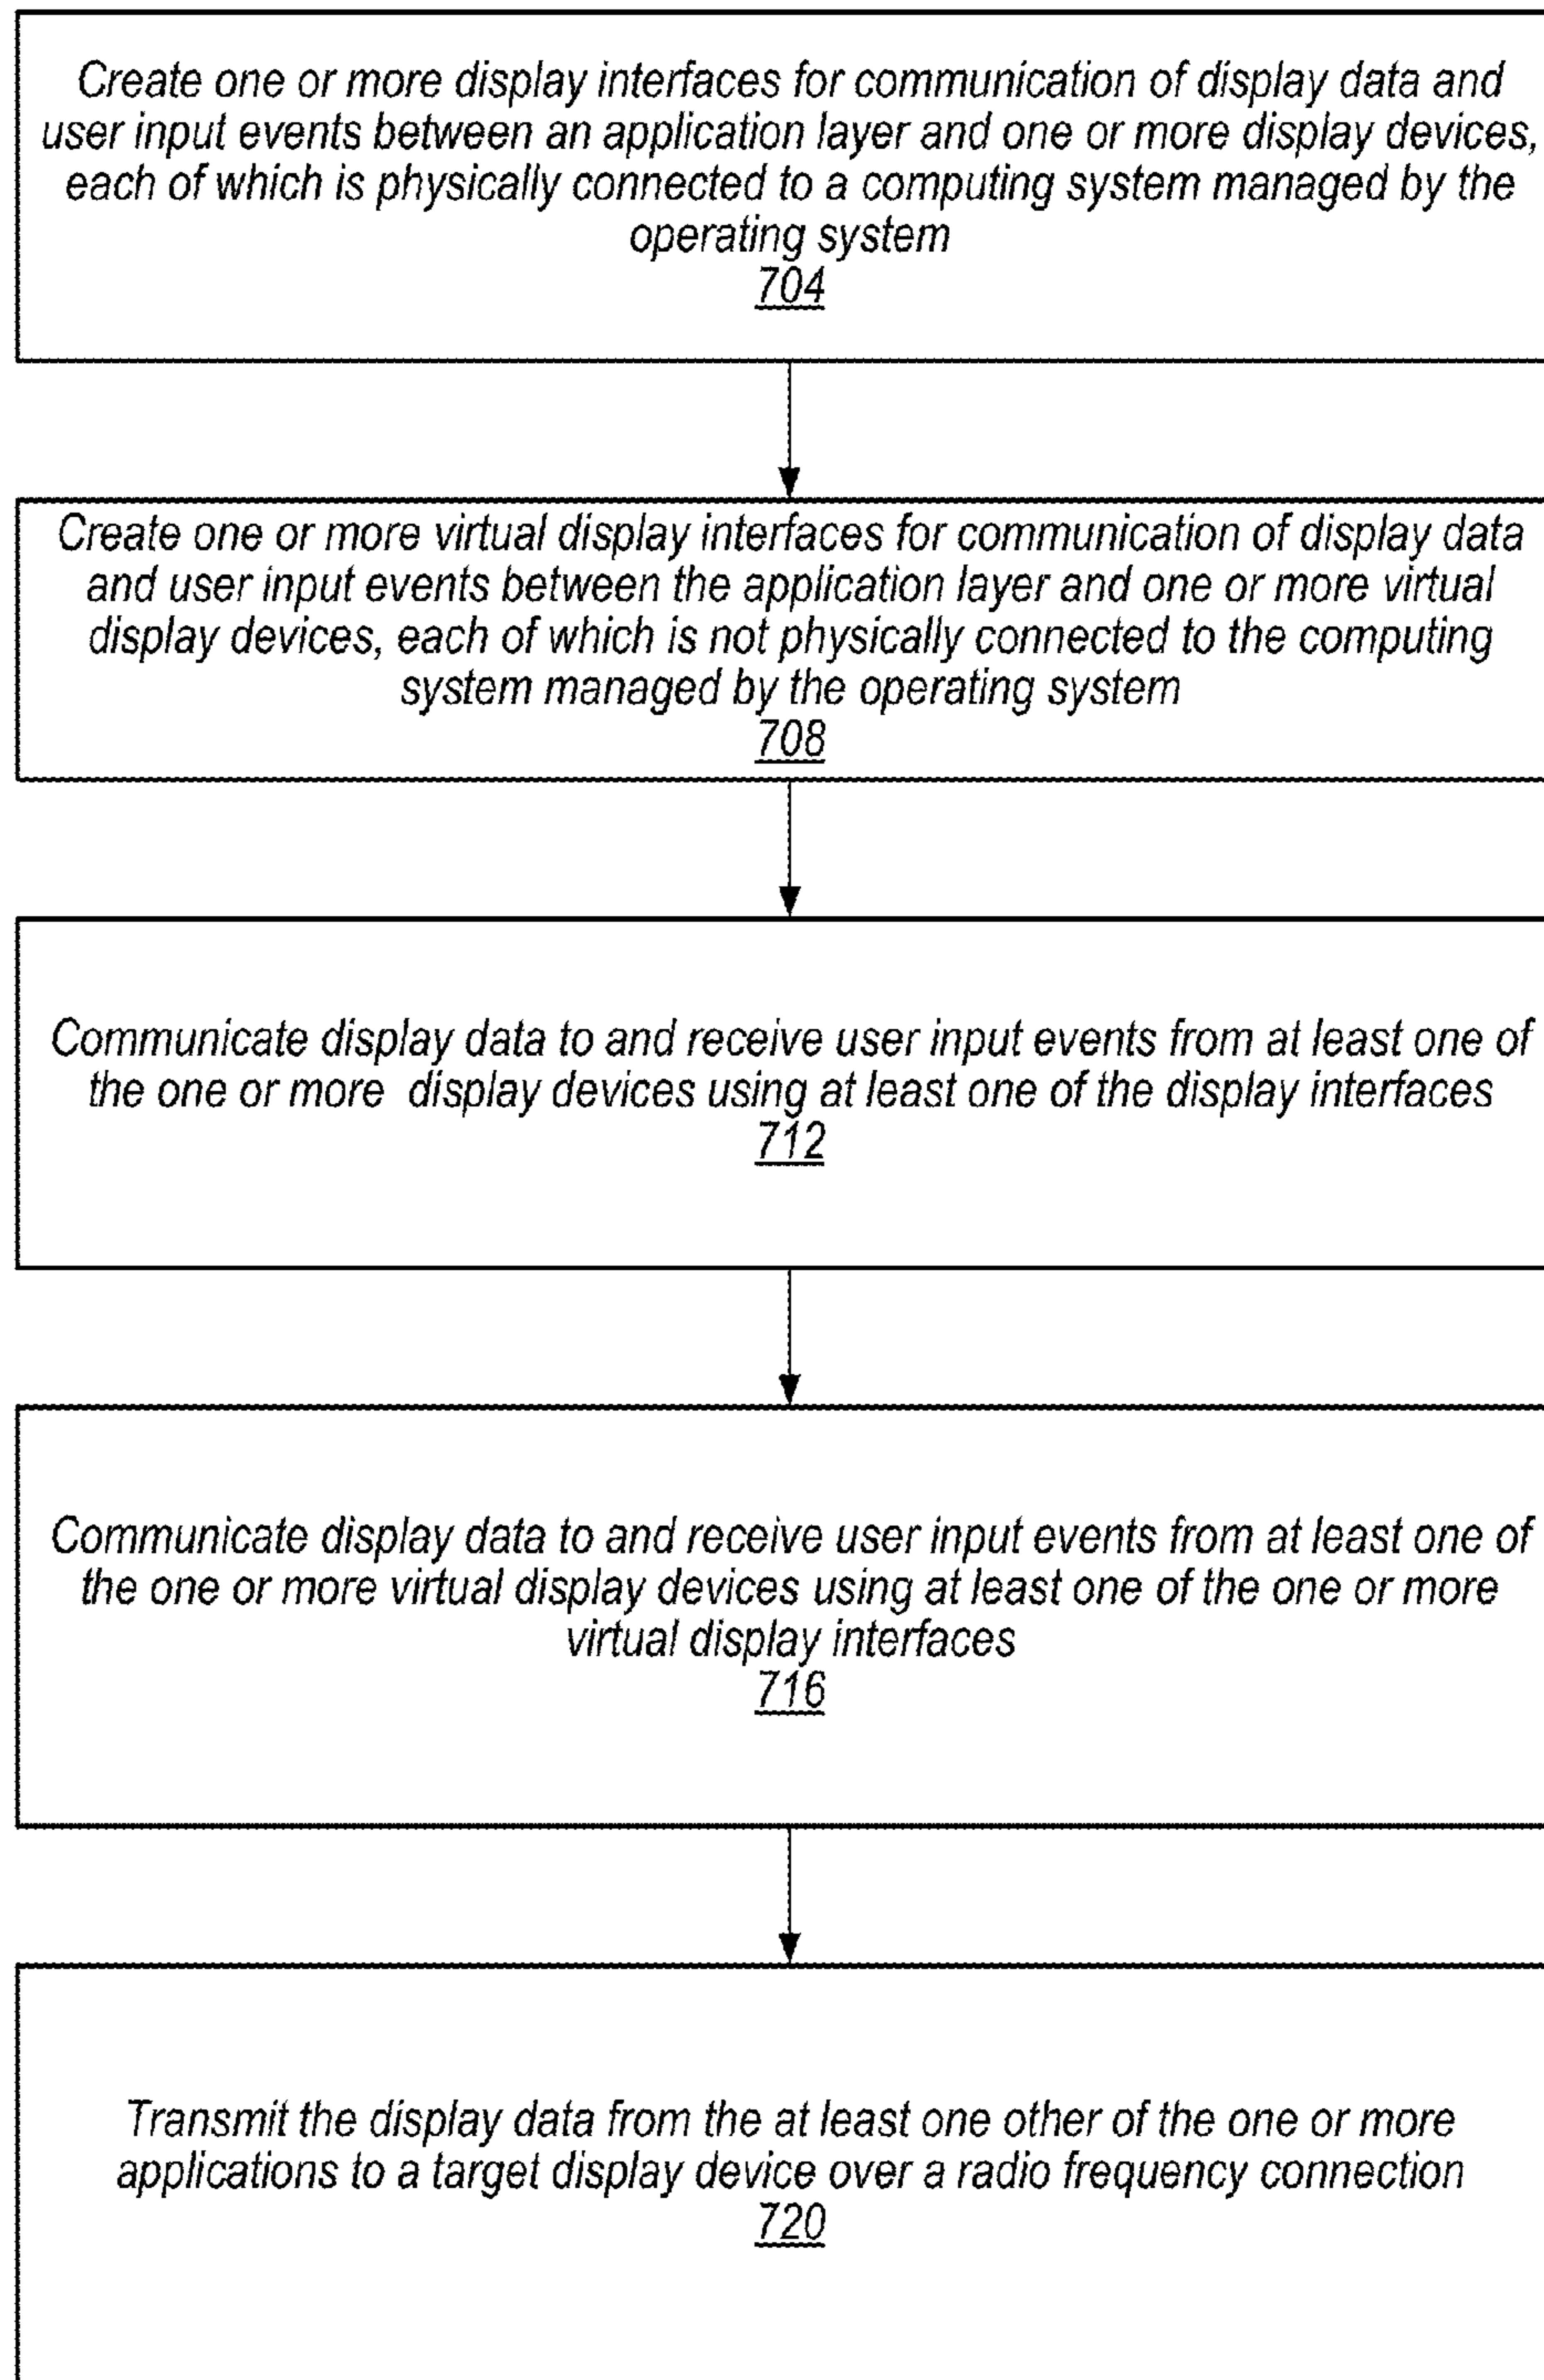 Create one or more display interfaces for communication of display data and
user input events between an application layer and one or more display devices,
each of which is physically connected to a computing system managed by the
operating system
704
Create one or more virtual display interfaces for communication of display data
and user input events between the application layer and one or more virtual
display devices, each of which is not physically connected to the computing
system managed by the operating system
708
Communicate display data to and receive user input events from at least one of
the one or more display devices using at least one of the display interfaces
712
Communicate display data to and receive user input events from at least one of
the one or more virtual display devices using at least one of the one or more
virtual display interfaces
716
Transmit the display data from the at least one other of the one or more
applications to a target display device over a radio frequency connection
720